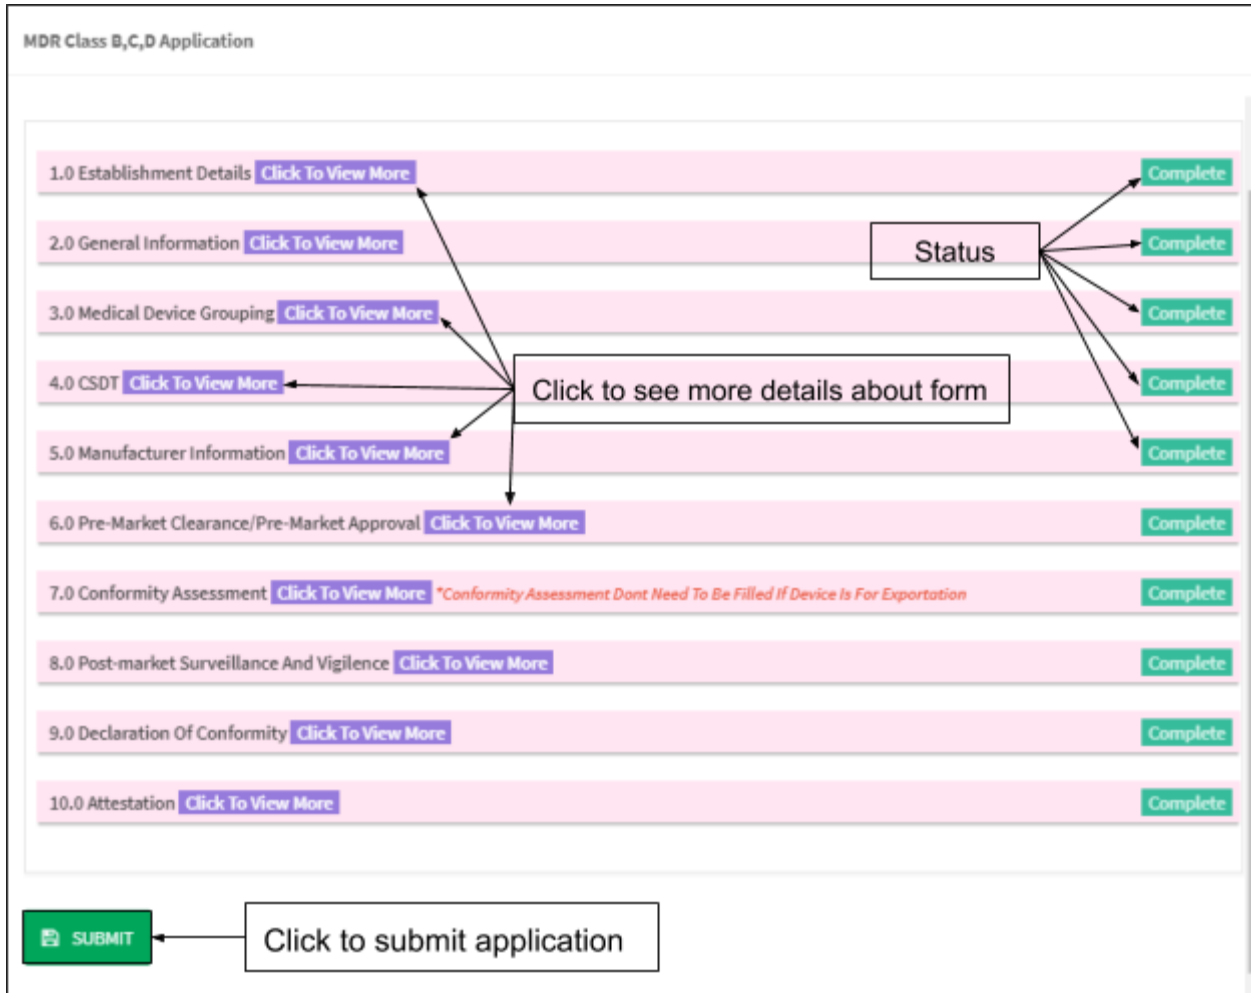 MDR Class B,C,D Application
1.0 Establishment Details Click To View More Complete
2.0 General Information Click To View More Complete
Status
3.0 Medical Device Grouping Click To View More Complete
4.0 CSDT Click To View More Complete
Click to see more details about form
5.0 Manufacturer Information Click To View More Complete
6.0 Pre-Market Clearance/Pre-Market Approval Click To View More Complete
7.0 Conformity Assessment Click To View More *Conformity Assessment Dont Need To Be Filled If Device Is For Exportation Complete
8.0 Post-market Surveillance And Vigilence Click To View More Complete
9.0 Declaration Of Conformity Click To View More Complete
10.0 Attestation Click To View More Complete
SUBMIT
Click to submit application